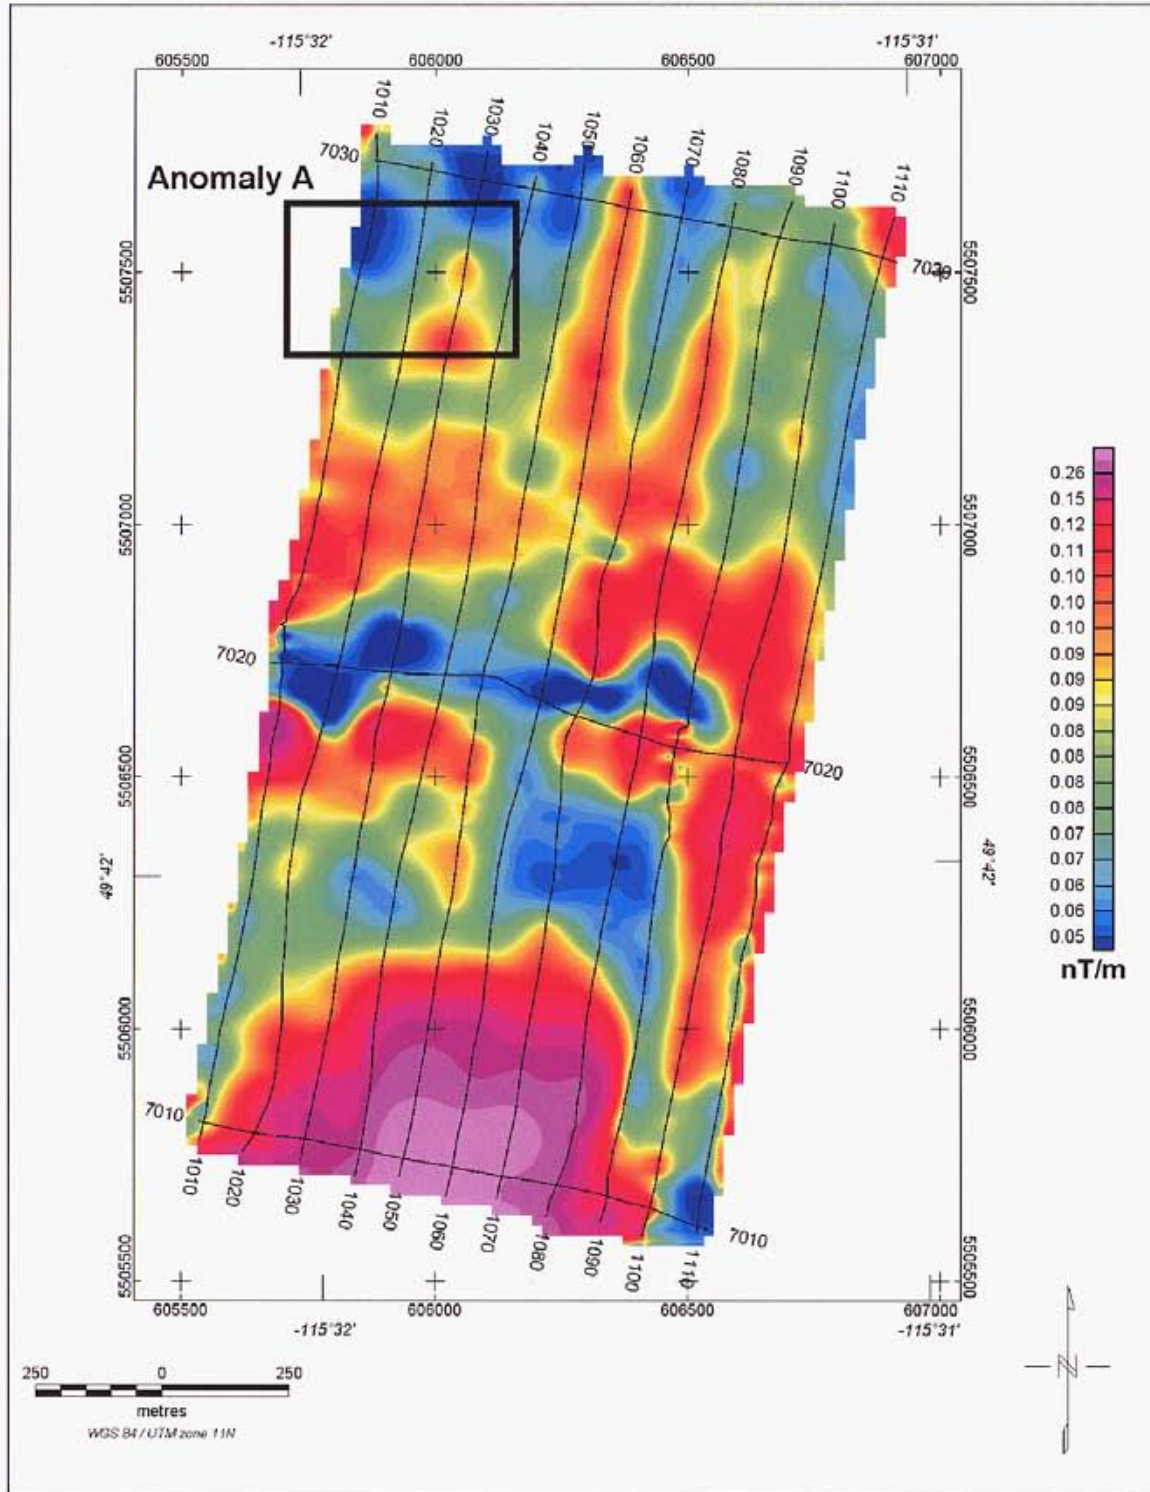 -115°32' -115°31'
605500 606000 606500 607000
1010 1020 1030 1040 1050 1060 1070 1080 1090 1100 1110
7030
Anomaly A
5507500 7030 5507500
0.26
0.15
0.12
0.11
0.10
0.10
0.10
0.09
0.09
0.08
0.08
0.08
0.08
0.07
0.07
0.06
0.06
0.05
nT/m
5507000 5507000
7020
7020
5506500 5506500
49°42' 49°42'
5506000 5506000
7010
7010
1010 1020 1030 1040 1050 1060 1070 1080 1090 1100 1110
5505500 5505500
605500 606000 606500 607000
-115°32' -115°31'
250 0 250
metres
WGS 84 / UTM zone 11N
N